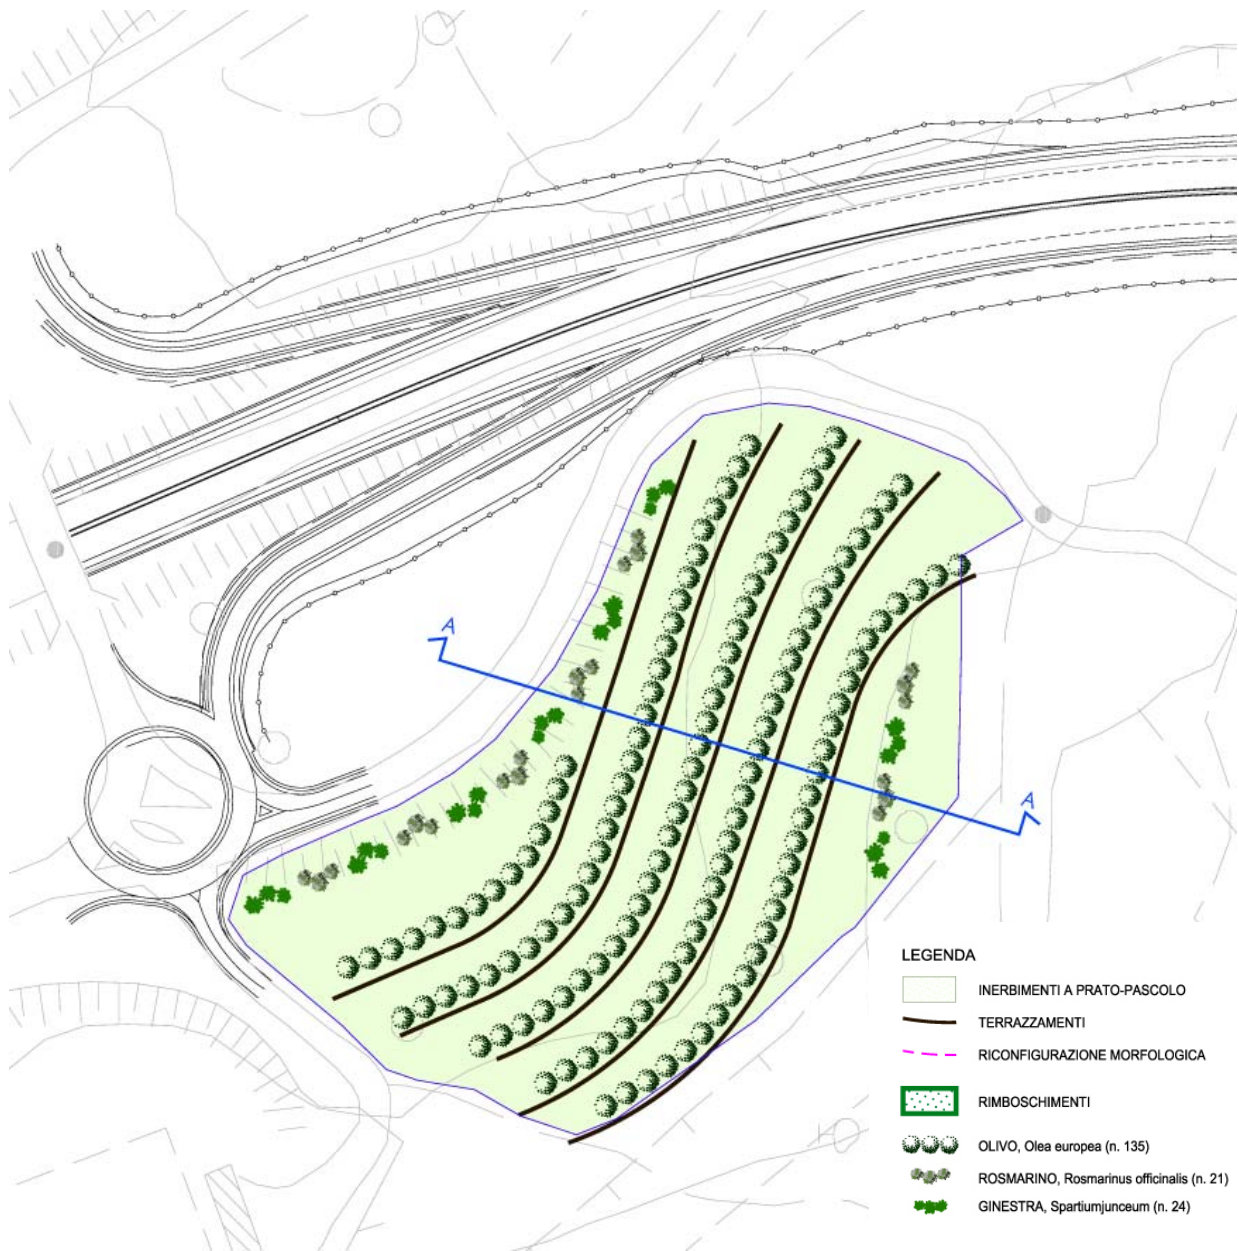 A
A
LEGENDA
INERBIMENTI A PRATO-PASCOLO
TERRAZZAMENTI
RICONFIGURAZIONE MORFOLOGICA
RIMBOSCHIMENTI
OLIVO, Olea europea (n. 135)
ROSMARINO, Rosmarinus officinalis (n. 21)
GINESTRA, Spartiumjunceum (n. 24)